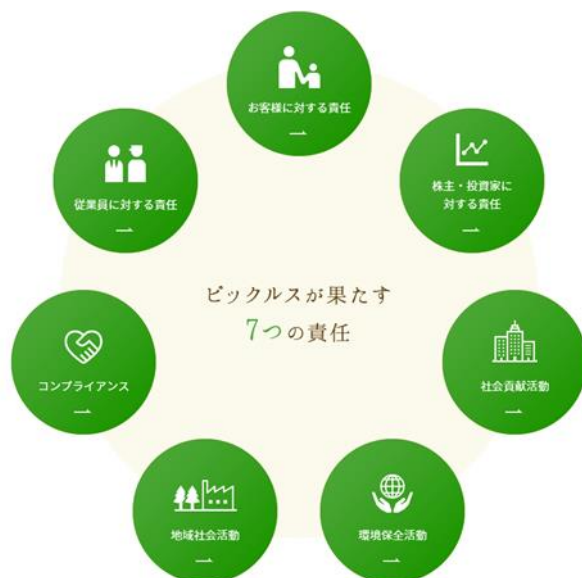 お客様に対する責任
株主・投資家に
対する責任
社会貢献活動
環境保全活動
地域社会活動
コンプライアンス
従業員に対する責任
ピックルスが果たす
7つの責任